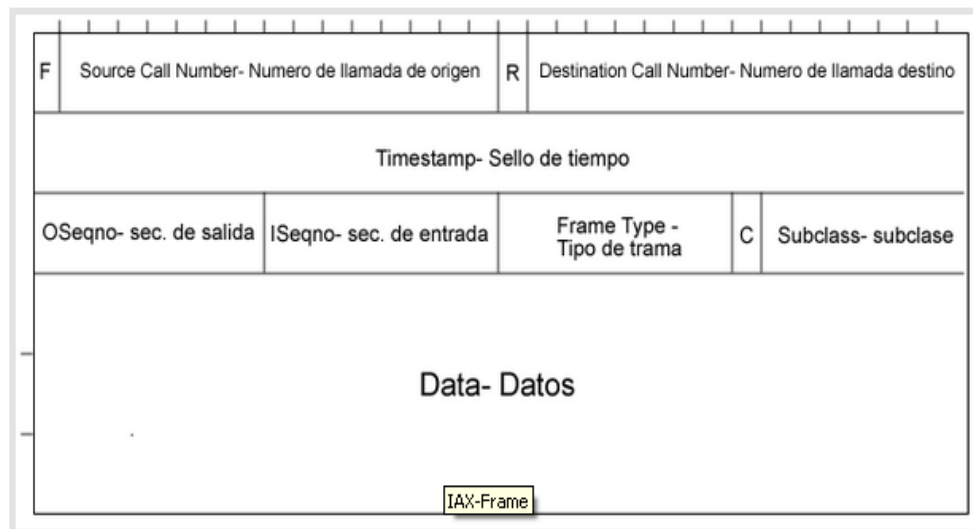 F
Source Call Number- Numero de llamada de origen
R
Destination Call Number- Numero de llamada destino
Timestamp- Sello de tiempo
OSeqno- sec. de salida
ISeqno- sec. de entrada
Frame Type -
Tipo de trama
C
Subclass- subclase
Data- Datos
IAX-Frame